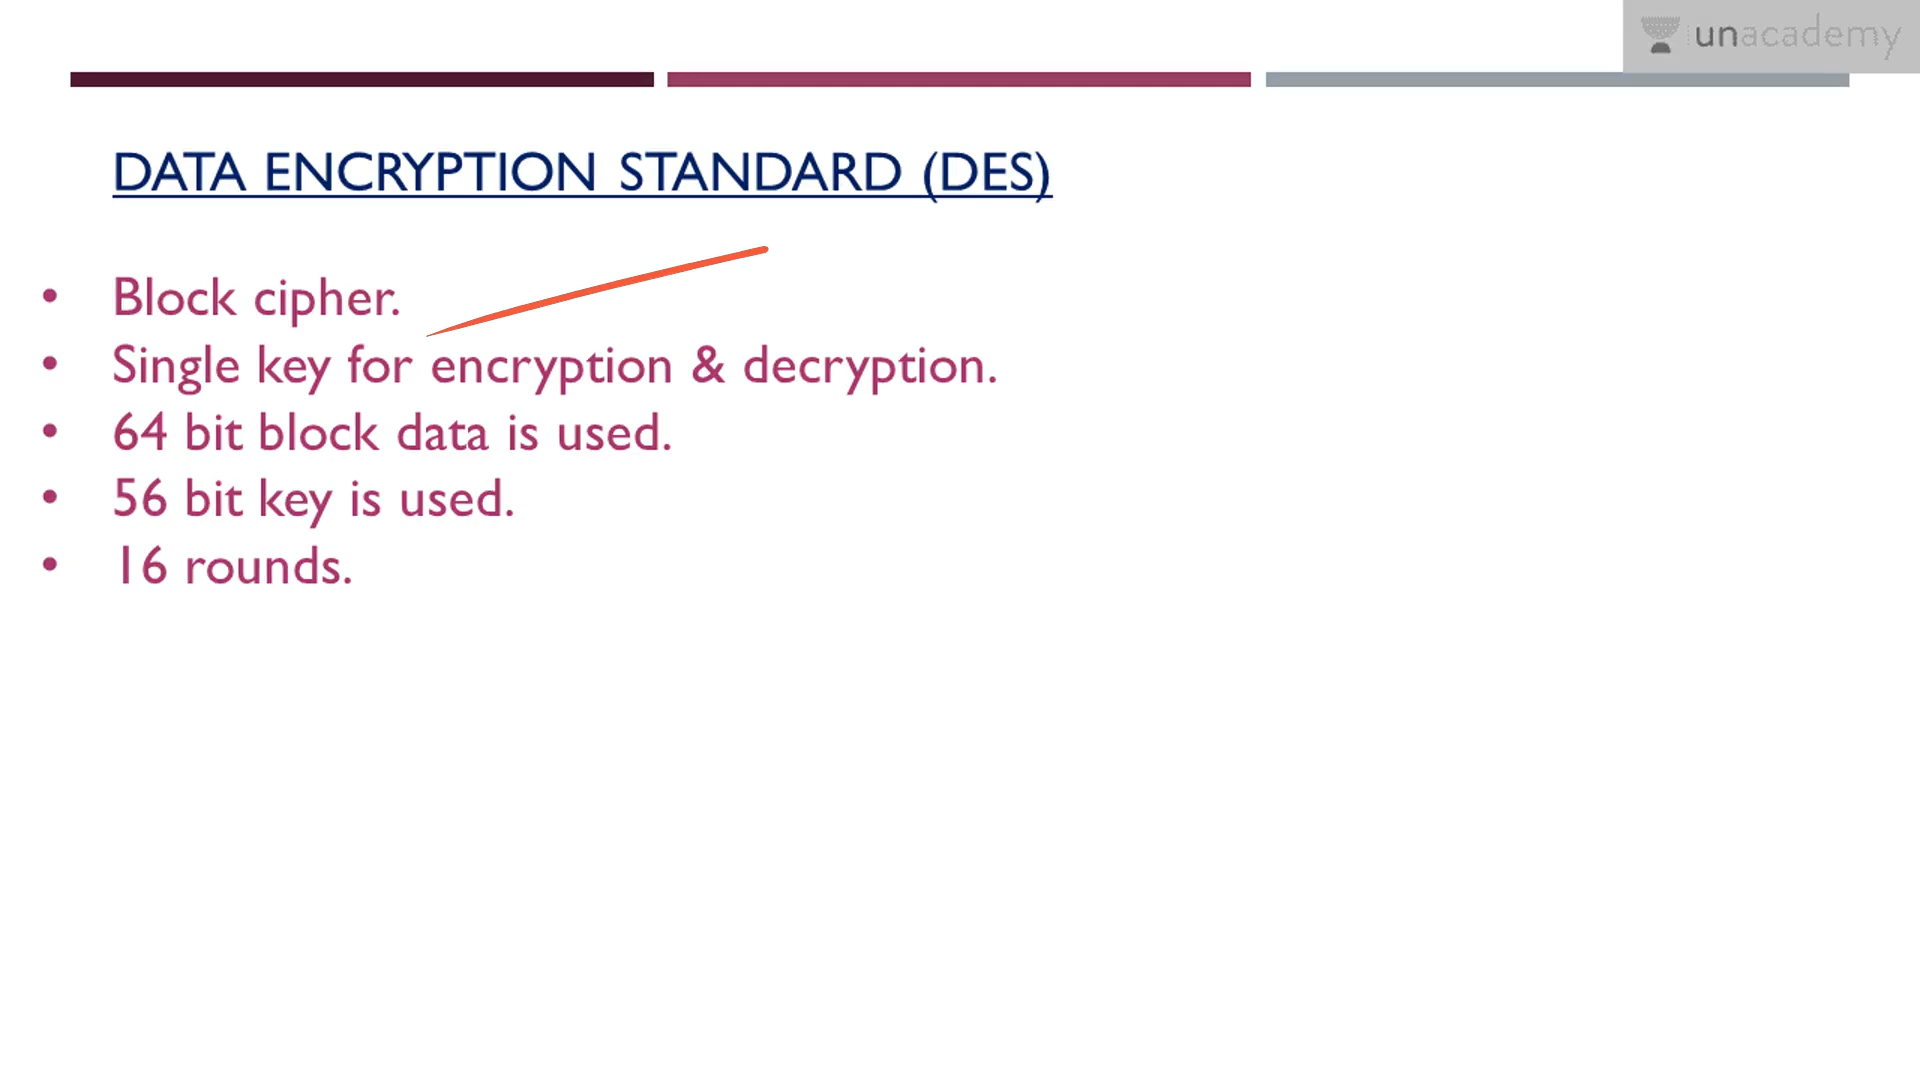 unacademy
DATA ENCRYPTION STANDARD (DES)
• Block cipher.
• Single key for encryption & decryption.
• 64 bit block data is used.
• 56 bit key is used.
• 16 rounds.